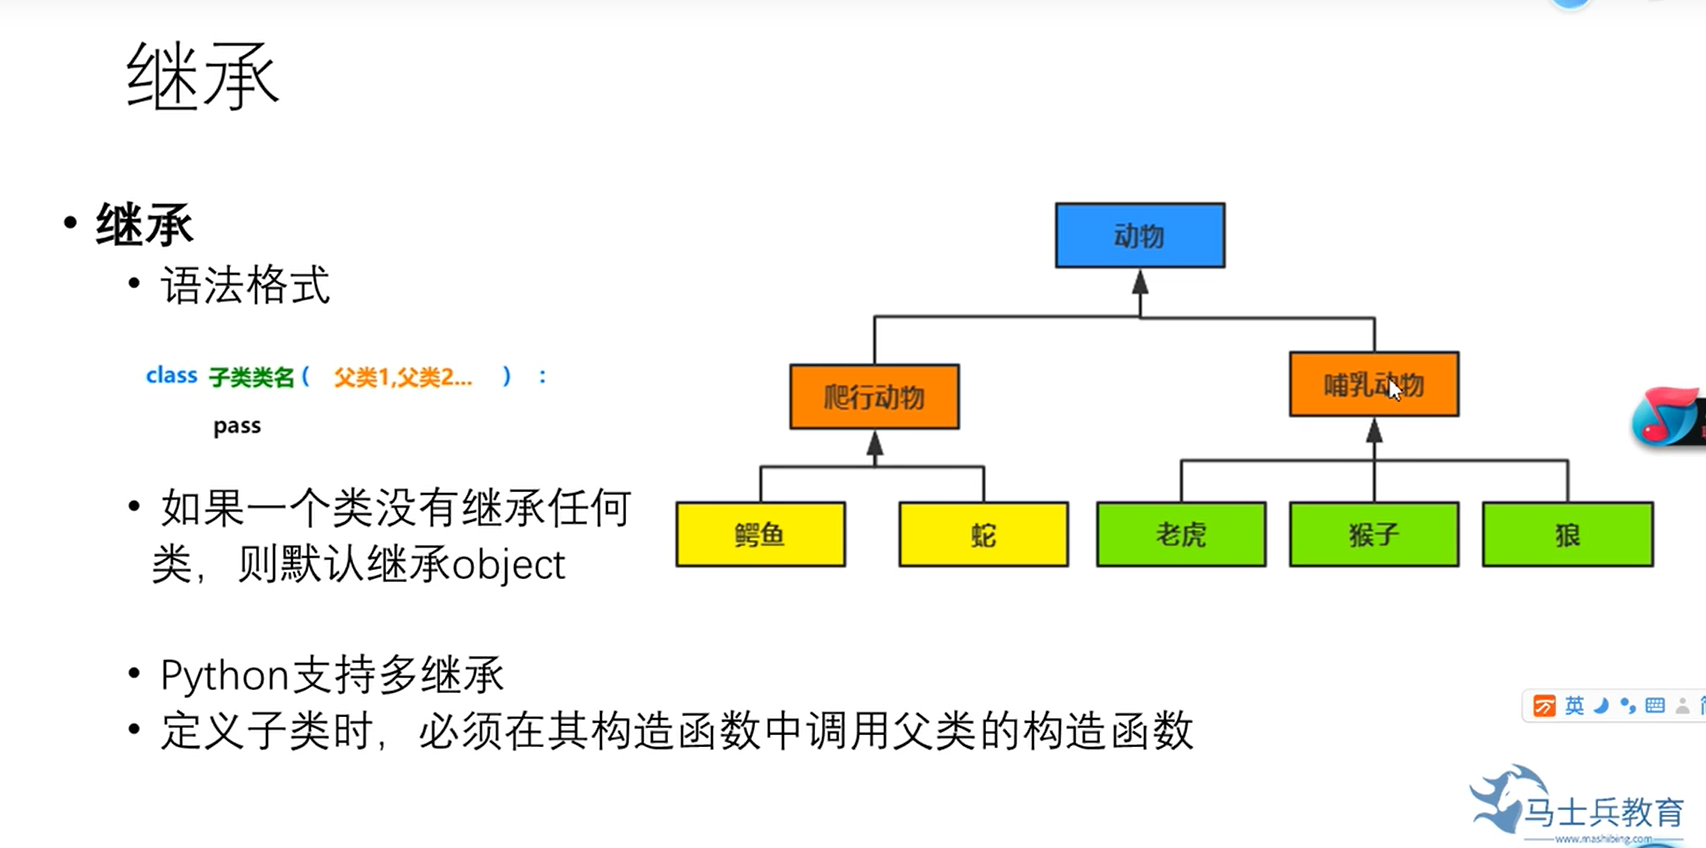 继承
• 继承
• 语法格式
class 子类类名 ( 父类1,父类2... ) :
pass
• 如果一个类没有继承任何
类，则默认继承object
• Python支持多继承
• 定义子类时，必须在其构造函数中调用父类的构造函数
动物
爬行动物
哺乳动物
鳄鱼
蛇
老虎
猴子
狼
英
马士兵教育
www.mashibing.com